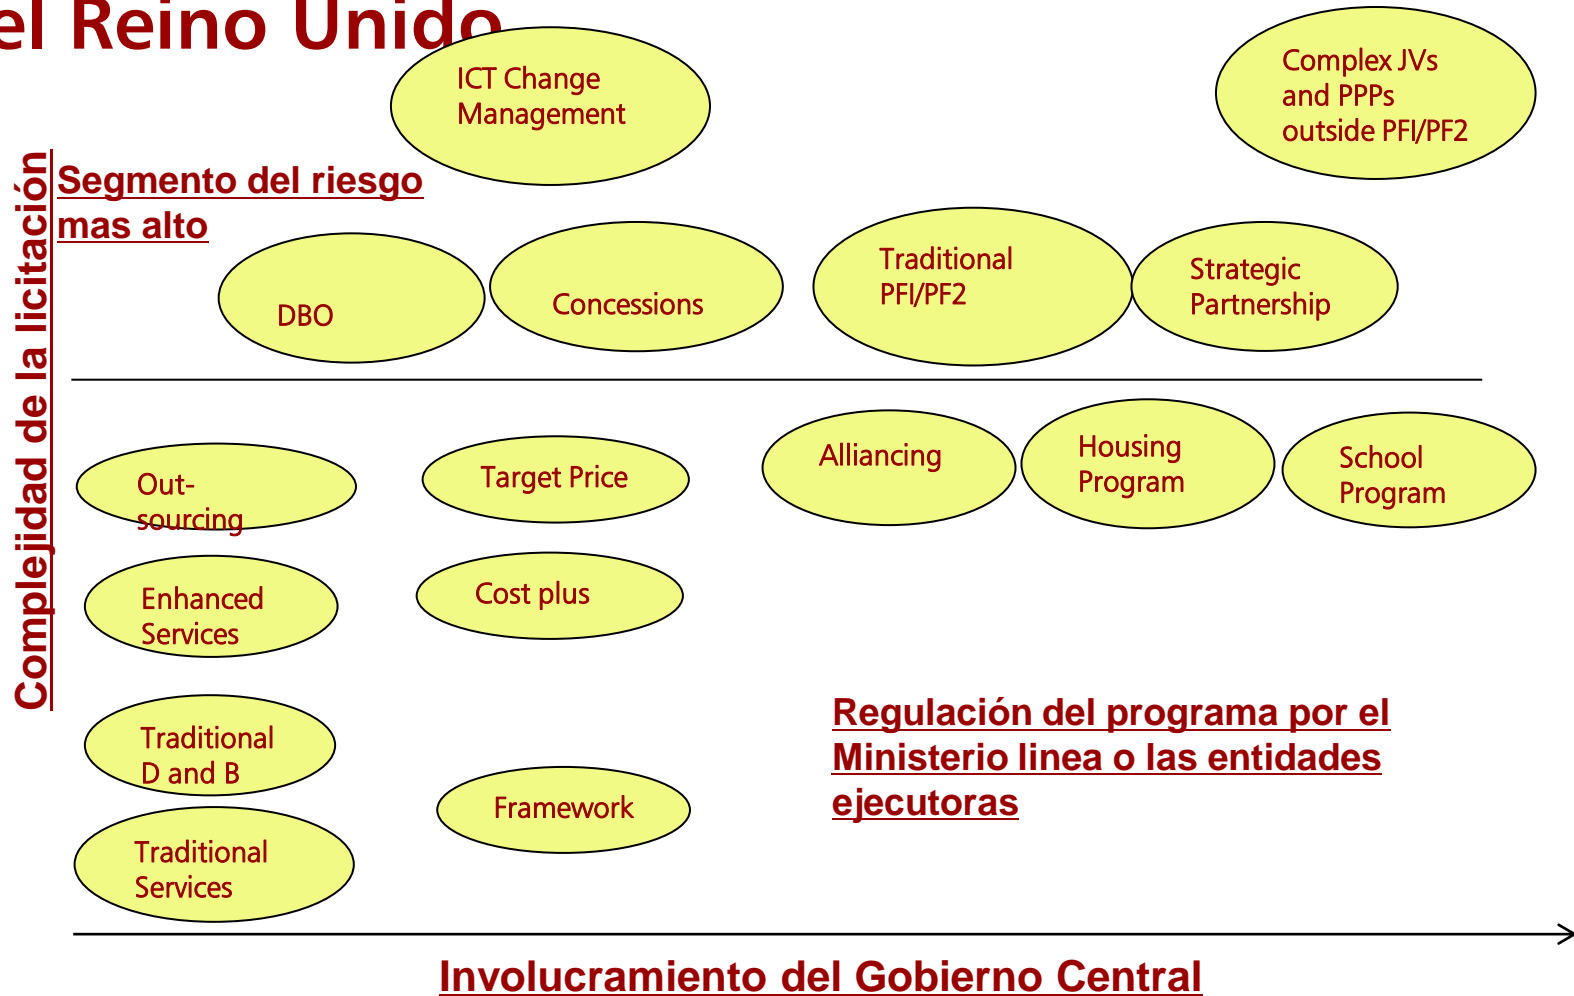 el Reino Unido
ICT Change
Management
Complex JVs
and PPPs
outside PFI/PF2
Complejidad de la licitación
Segmento del riesgo
mas alto
DBO
Concessions
Traditional
PFI/PF2
Strategic
Partnership
Out-
sourcing
Target Price
Alliancing
Housing
Program
School
Program
Enhanced
Services
Cost plus
Traditional
D and B
Framework
Regulación del programa por el
Ministerio linea o las entidades
ejecutoras
Traditional
Services
Involucramiento del Gobierno Central